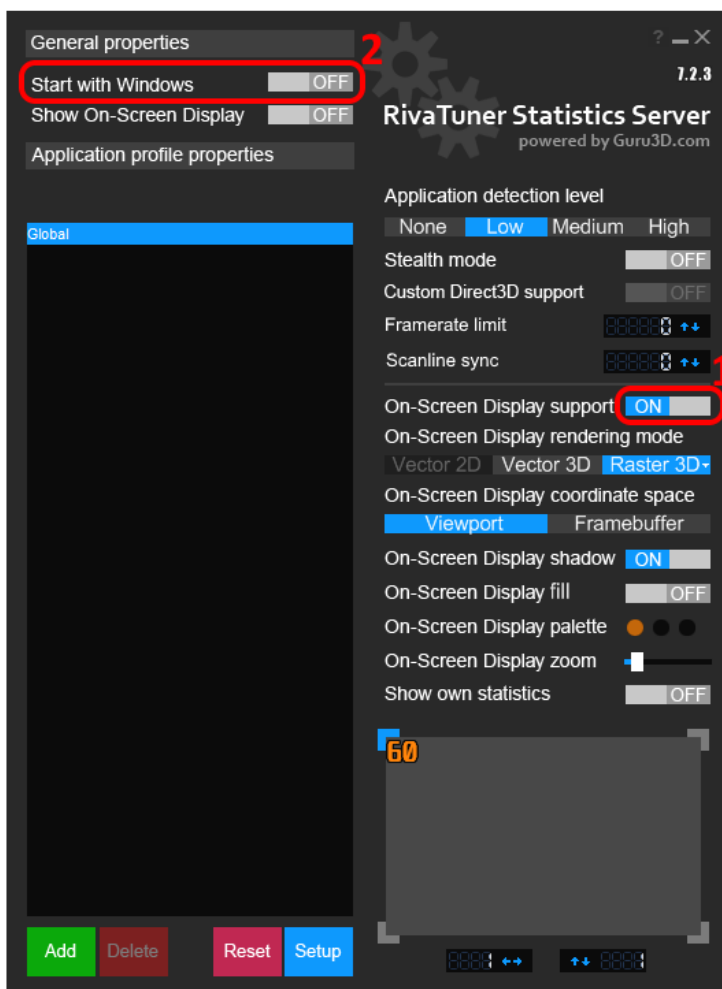 General properties
2
? _ X
Start with Windows OFF
7.2.3
Show On-Screen Display OFF
RivaTuner Statistics Server
powered by Guru3D.com
Application profile properties
Global
Application detection level
None Low Medium High
Stealth mode OFF
Custom Direct3D support OFF
Framerate limit 0
Scanline sync 0
1
On-Screen Display support ON
On-Screen Display rendering mode
Vector 2D Vector 3D Raster 3D
On-Screen Display coordinate space
Viewport Framebuffer
On-Screen Display shadow ON
On-Screen Display fill OFF
On-Screen Display palette
On-Screen Display zoom
Show own statistics OFF
60
Add Delete Reset Setup
1 1